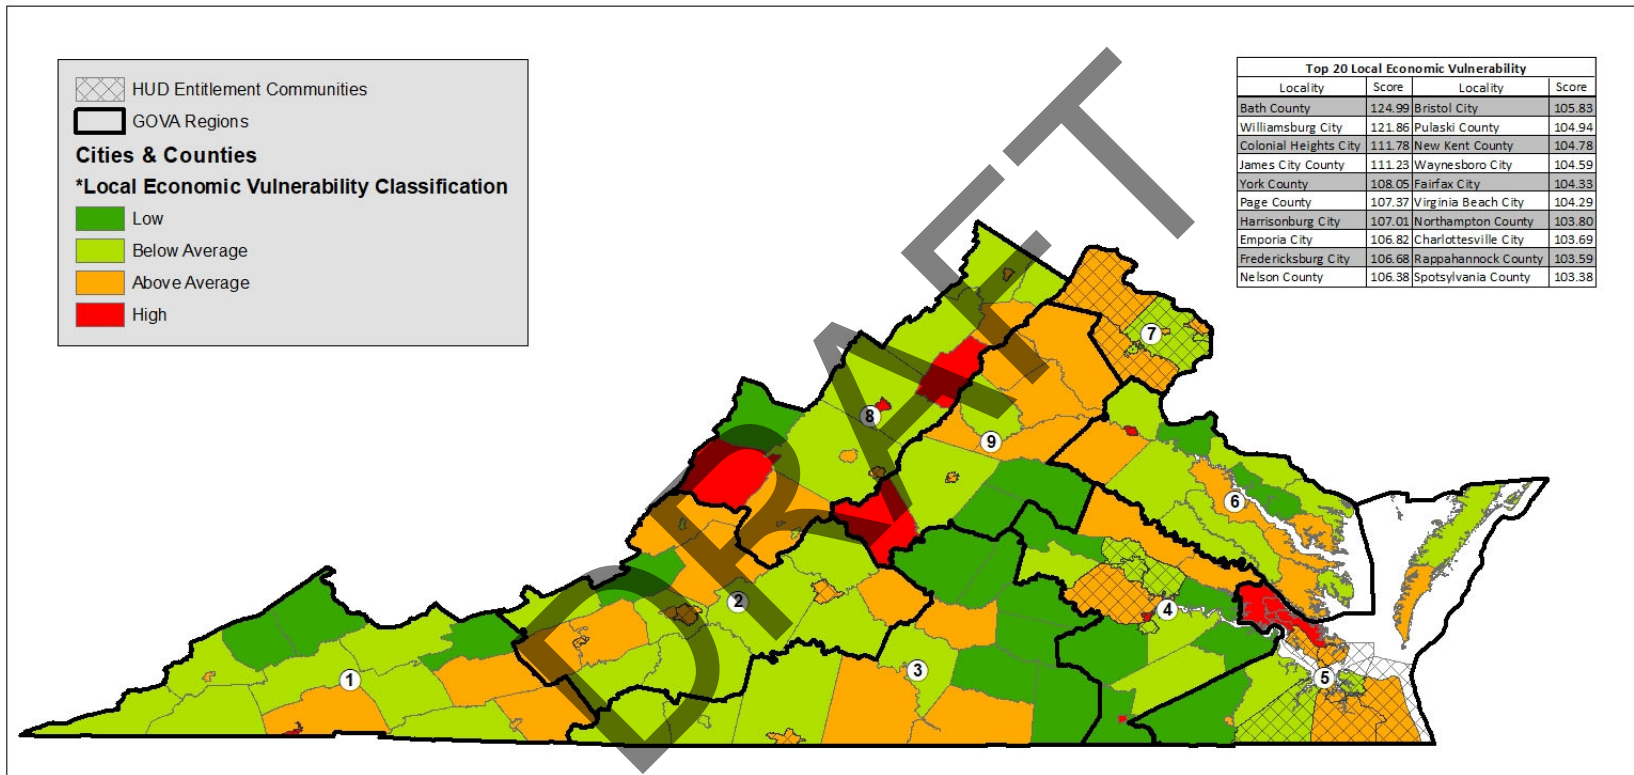 HUD Entitlement Communities
GOVA Regions
Cities & Counties
*Local Economic Vulnerability Classification
Low
Below Average
Above Average
High
Top 20 Local Economic Vulnerability
Locality Score Locality Score
Bath County 124.99 Bristol City 105.83
Williamsburg City 121.86 Pulaski County 104.94
Colonial Heights City 111.78 New Kent County 104.78
James City County 111.23 Waynesboro City 104.59
York County 108.05 Fairfax City 104.33
Page County 107.37 Virginia Beach City 104.29
Harrisonburg City 107.01 Northampton County 103.80
Emporia City 106.82 Charlottesville City 103.69
Fredericksburg City 106.68 Rappahannock County 103.59
Nelson County 106.38 Spotsylvania County 103.38
DRAFT
7
8
9
6
2
4
3
1
5